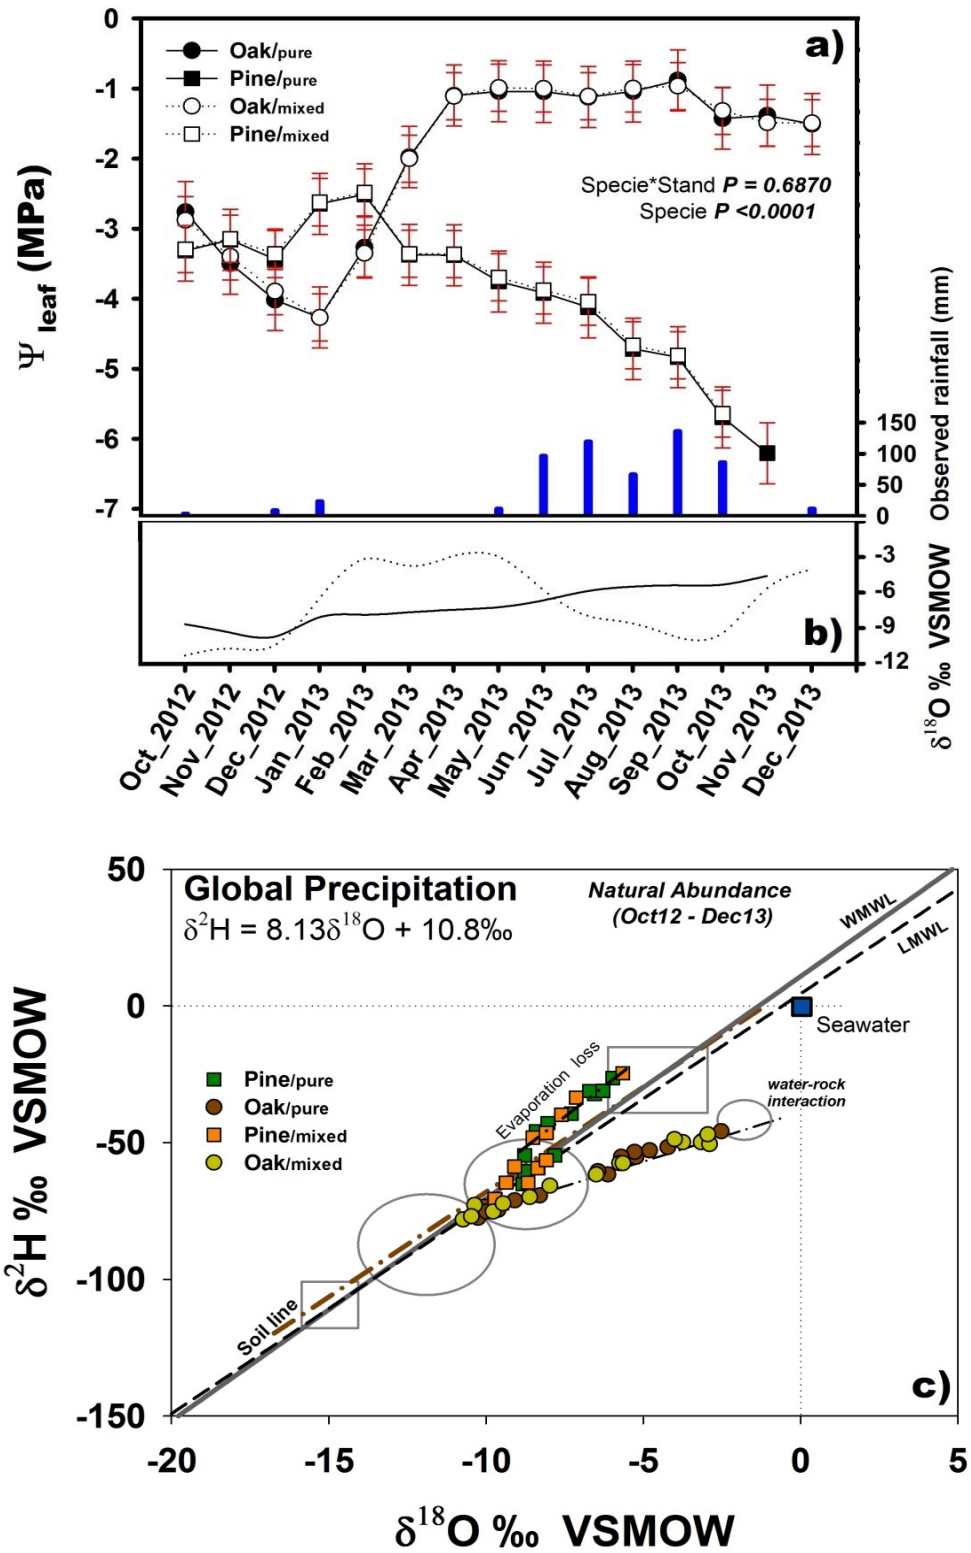 0
-1
-2
-3
-4
-5
-6
-7
Ψ leaf (MPa)
a)
Oak/pure
Pine/pure
Oak/mixed
Pine/mixed
Specie*Stand P = 0.6870
Specie P <0.0001
150
100
50
0
Observed rainfall (mm)
b)
-3
-6
-9
-12
δ18O ‰ VSMOW
Oct_2012
Nov_2012
Dec_2012
Jan_2013
Feb_2013
Mar_2013
Apr_2013
May_2013
Jun_2013
Jul_2013
Aug_2013
Sep_2013
Oct_2013
Nov_2013
Dec_2013
50
0
-50
-100
-150
δ2H ‰ VSMOW
Global Precipitation
δ2H = 8.13δ18O + 10.8‰
Natural Abundance
(Oct12 - Dec13)
WMWL
LMWL
Seawater
Evaporation loss
water-rock
interaction
Pine/pure
Oak/pure
Pine/mixed
Oak/mixed
Soil line
c)
-20
-15
-10
-5
0
5
δ18O ‰ VSMOW